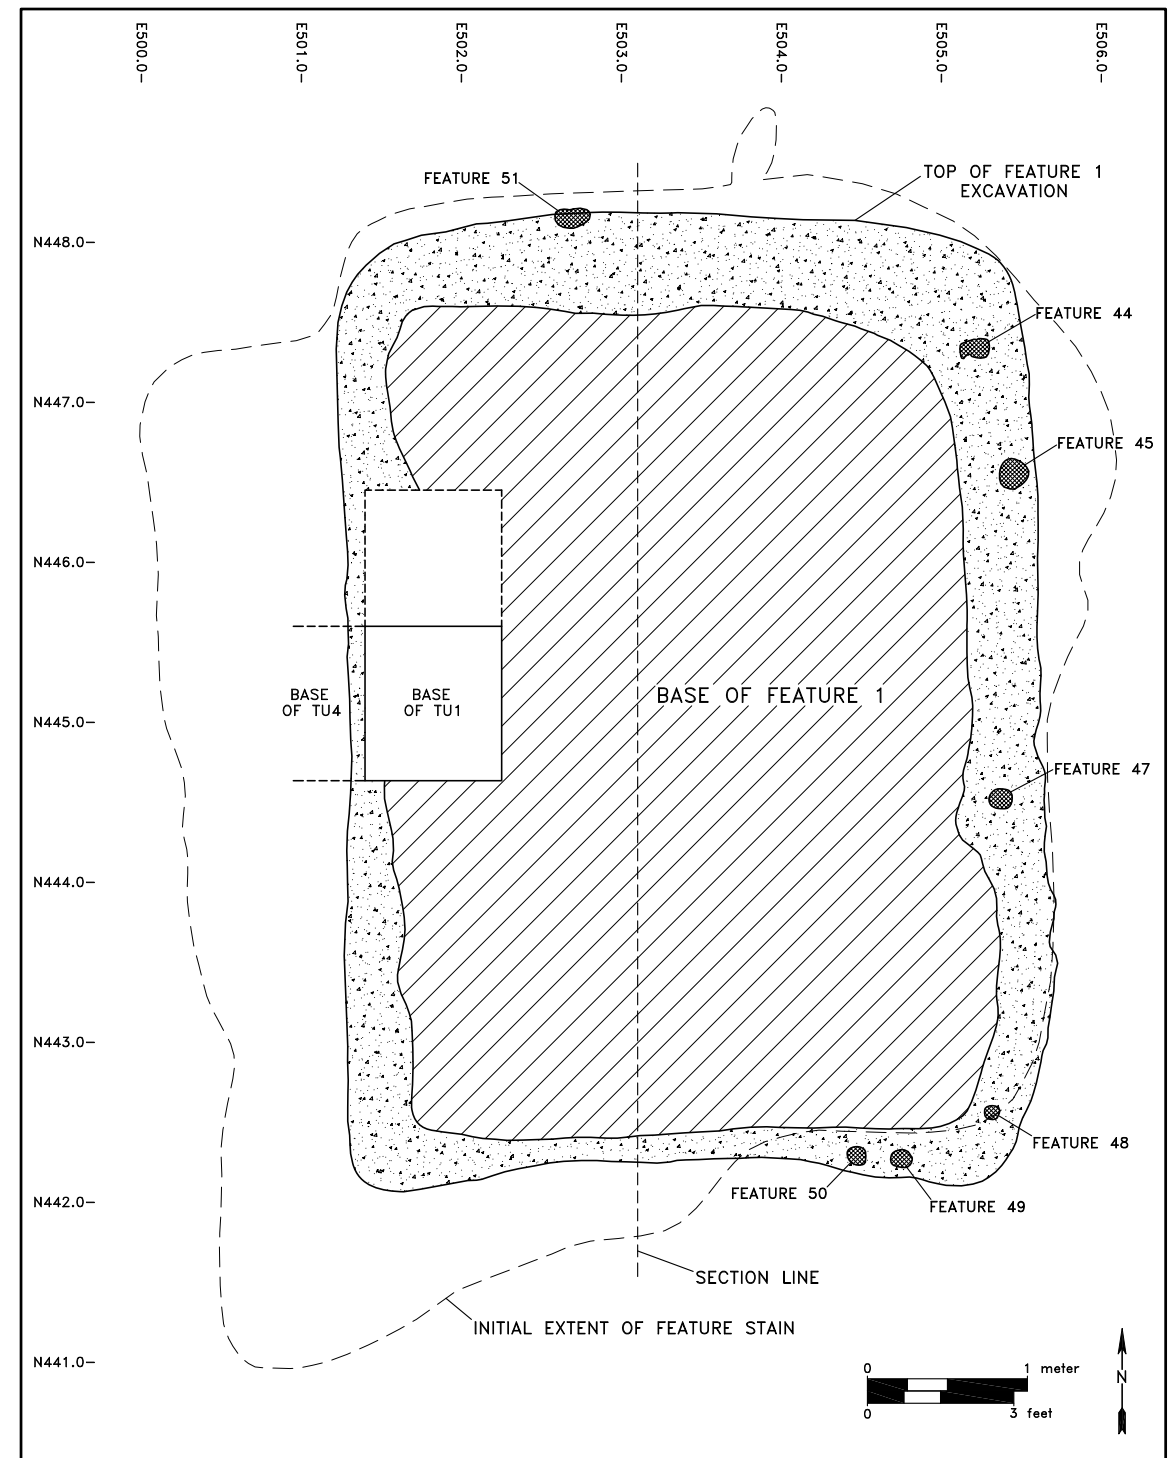 E500.0-
E501.0-
E502.0-
E503.0-
E504.0-
E505.0-
E506.0-
FEATURE 51
TOP OF FEATURE 1
EXCAVATION
N448.0-
FEATURE 44
N447.0-
FEATURE 45
N446.0-
BASE
OF TU4
BASE
OF TU1
BASE OF FEATURE 1
N445.0-
FEATURE 47
N444.0-
N443.0-
FEATURE 48
FEATURE 50
FEATURE 49
N442.0-
SECTION LINE
INITIAL EXTENT OF FEATURE STAIN
N441.0-
0 1 meter
0 3 feet
N